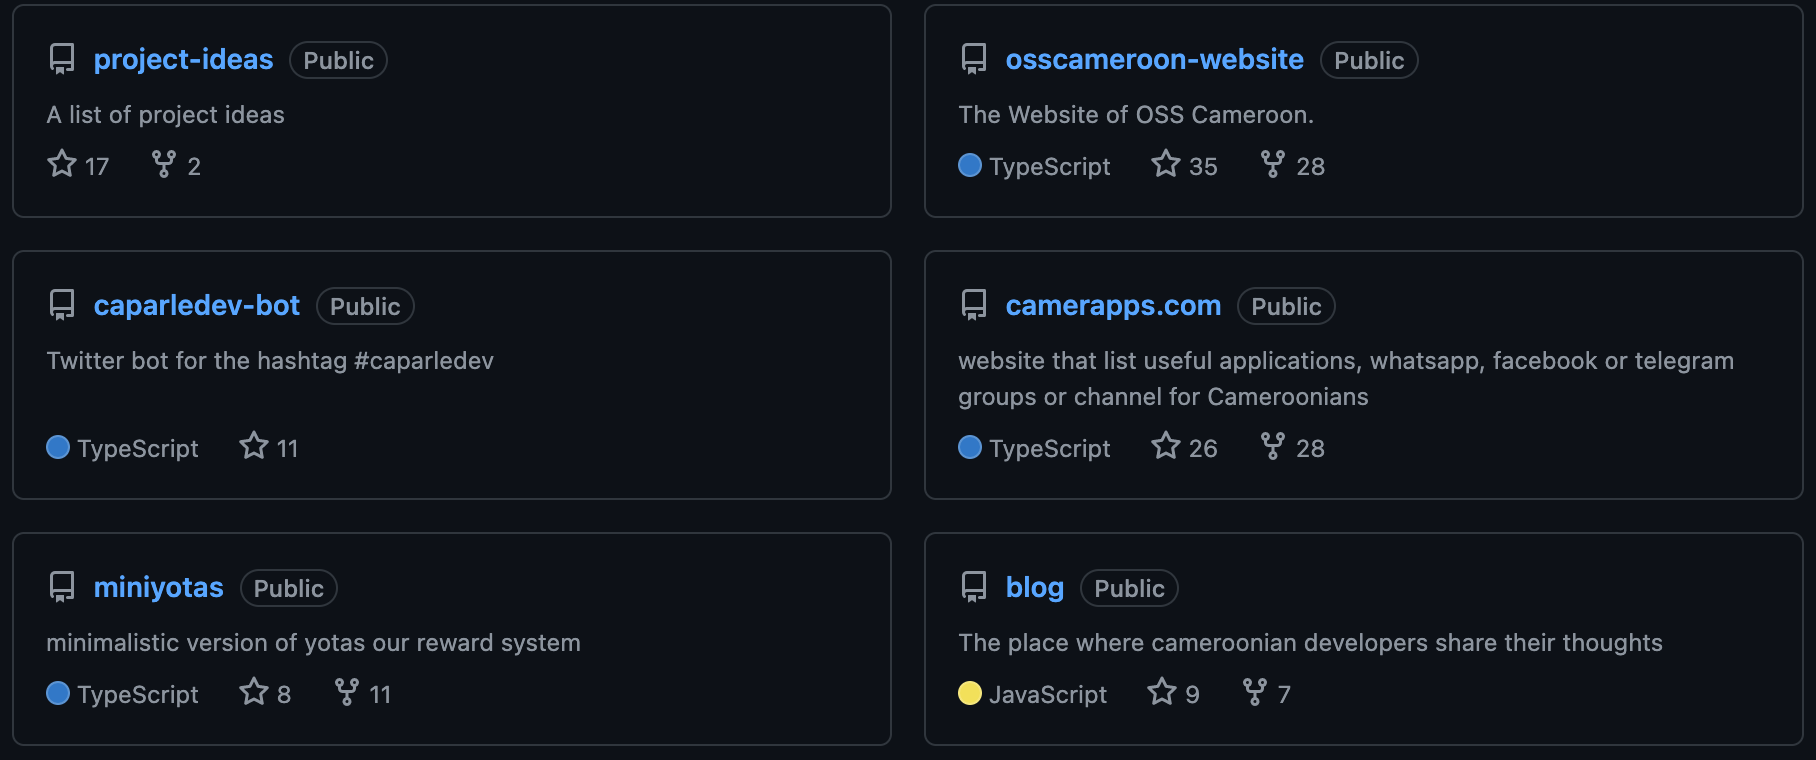 project-ideas Public
A list of project ideas
17 2
osscameroon-website Public
The Website of OSS Cameroon.
TypeScript 35 28
caparledev-bot Public
Twitter bot for the hashtag #caparledev
TypeScript 11
camerapps.com Public
website that list useful applications, whatsapp, facebook or telegram
groups or channel for Cameroonians
TypeScript 26 28
miniyotas Public
minimalistic version of yotas our reward system
TypeScript 8 11
blog Public
The place where cameroonian developers share their thoughts
JavaScript 9 7